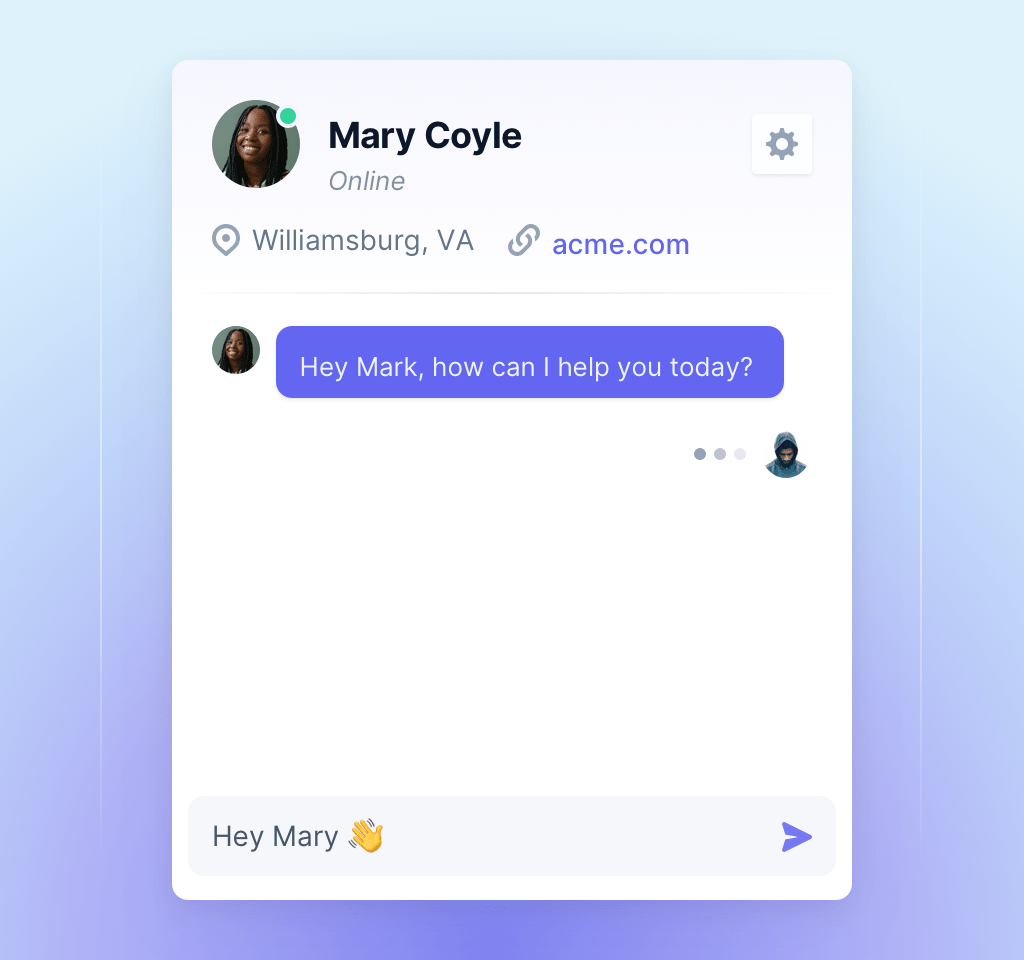 Mary Coyle
Online
Williamsburg, VA
acme.com
Hey Mark, how can I help you today?
Hey Mary 👋